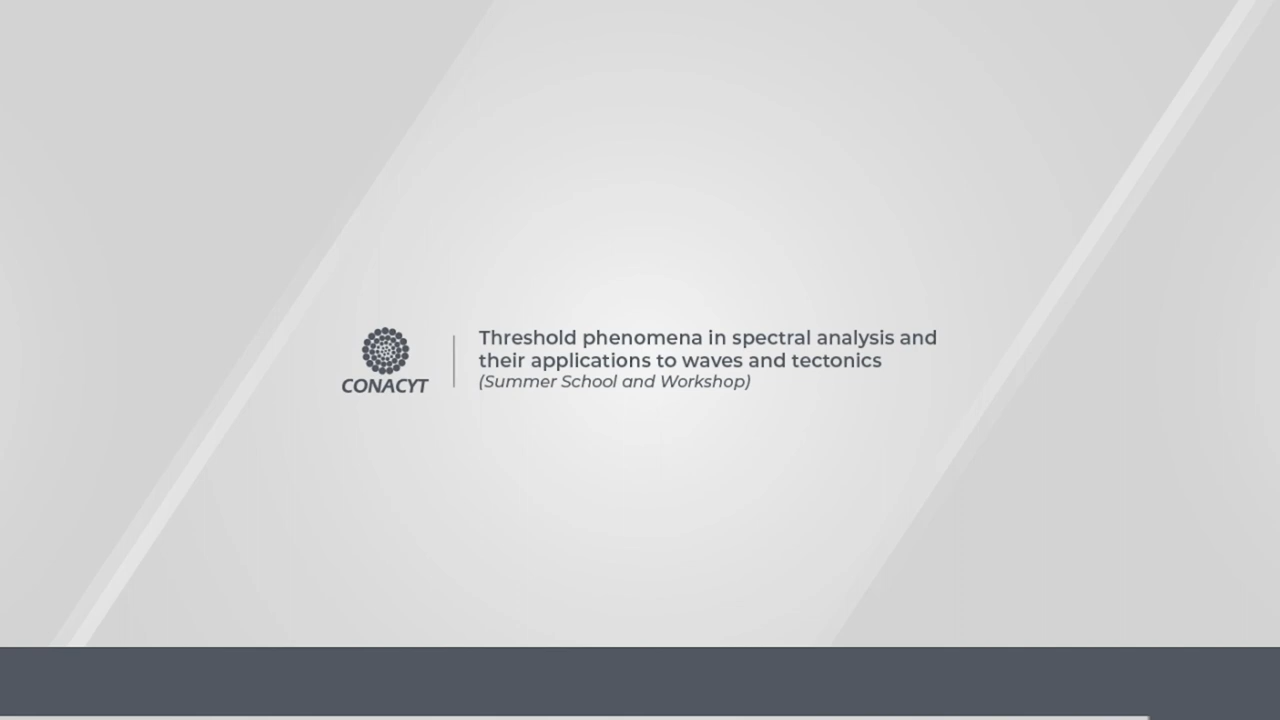 CONACYT
Threshold phenomena in spectral analysis and
their applications to waves and tectonics
(Summer School and Workshop)